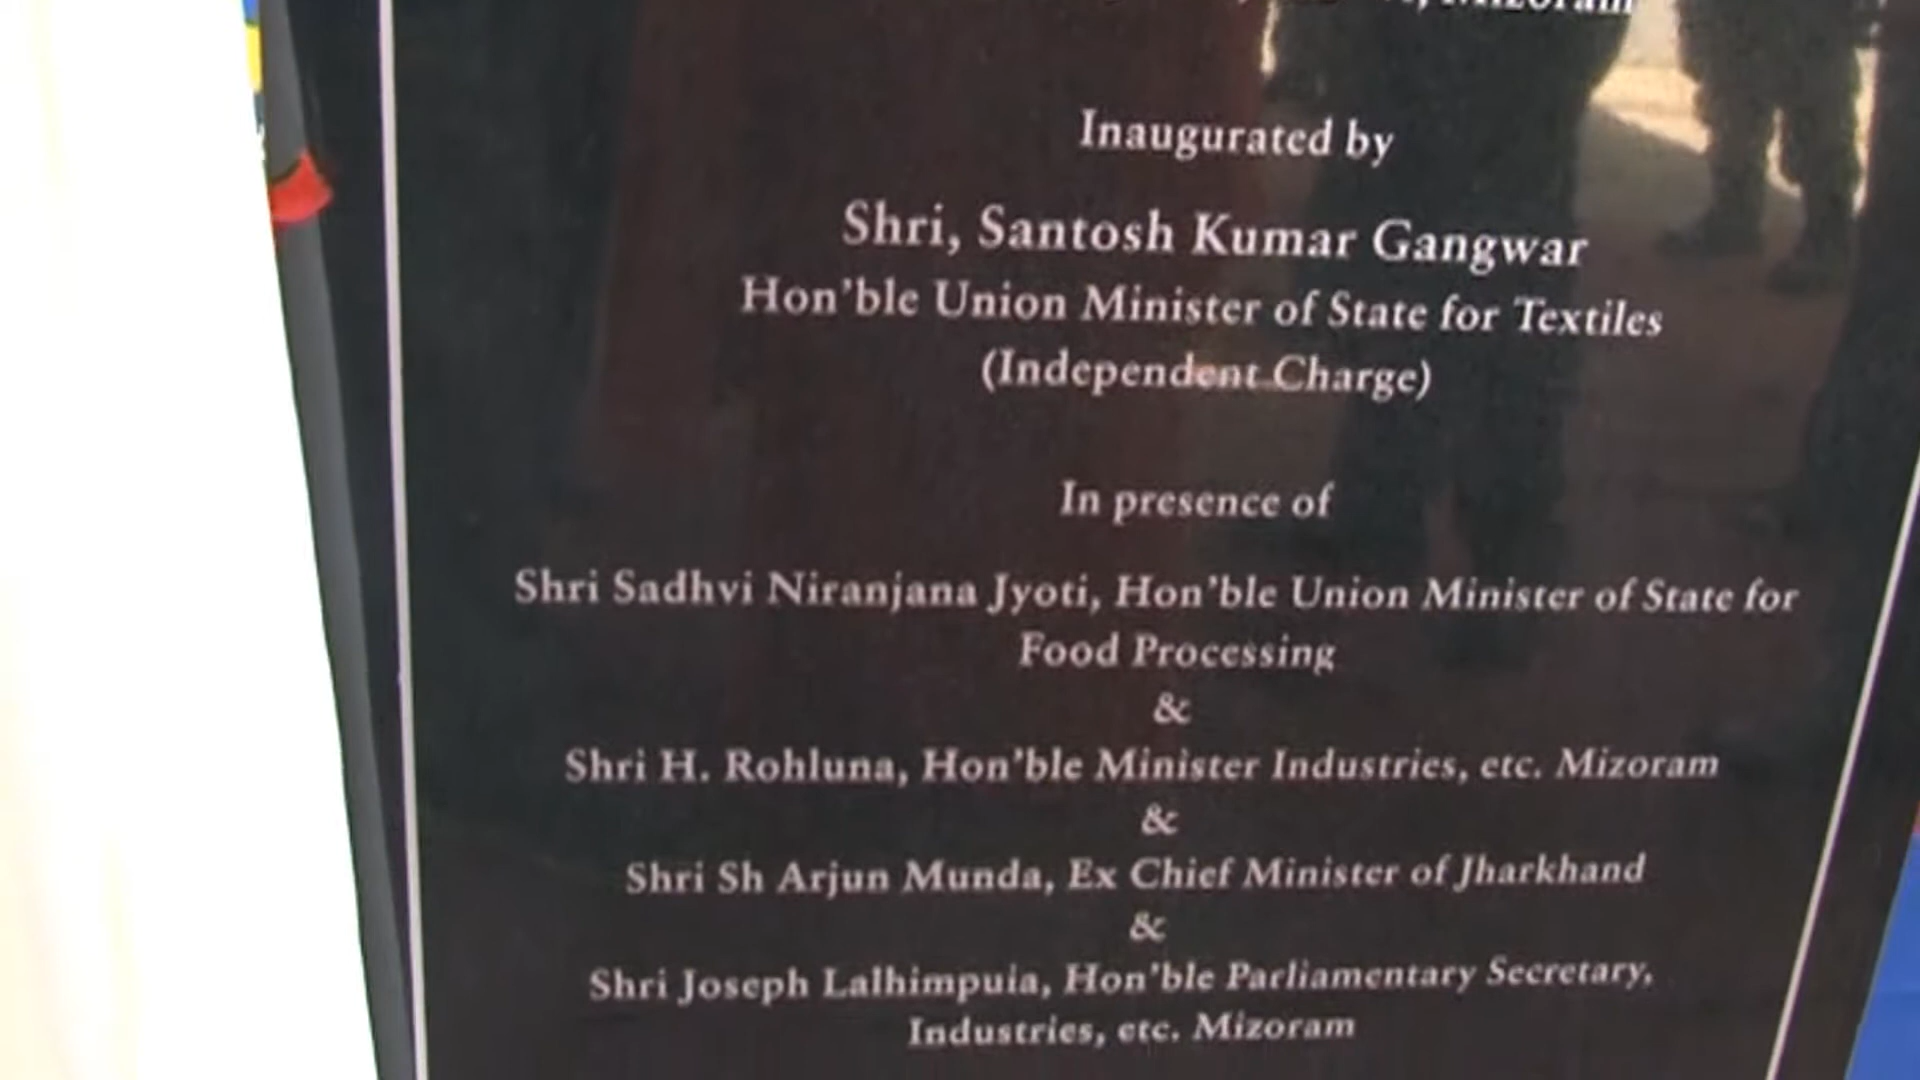 Mizoram
Inaugurated by
Shri, Santosh Kumar Gangwar
Hon'ble Union Minister of State for Textiles
(Independent Charge)
In presence of
Shri Sadhvi Niranjana Jyoti, Hon'ble Union Minister of State for
Food Processing
&
Shri H. Rohluna, Hon'ble Minister Industries, etc. Mizoram
&
Shri Sh Arjun Munda, Ex Chief Minister of Jharkhand
&
Shri Joseph Lalhimpuia, Hon'ble Parliamentary Secretary,
Industries, etc. Mizoram